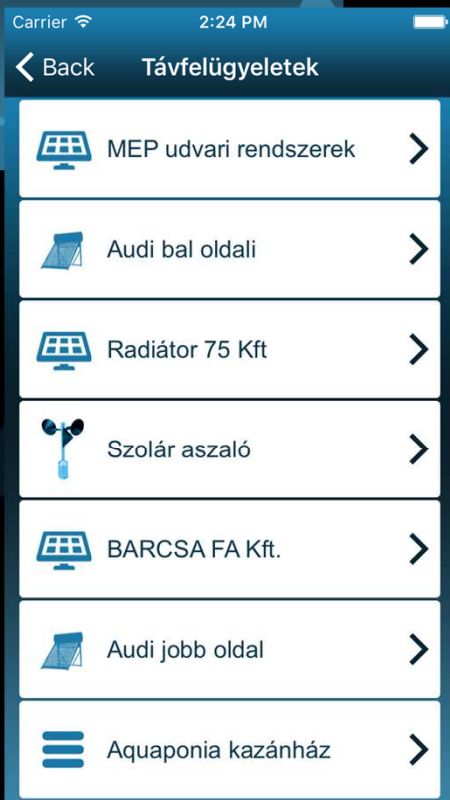 Carrier 2:24 PM
Back Távfelügyeletek
MEP udvari rendszerek
Audi bal oldali
Radiátor 75 Kft
Szolár aszaló
BARCSA FA Kft.
Audi jobb oldal
Aquaponia kazánház